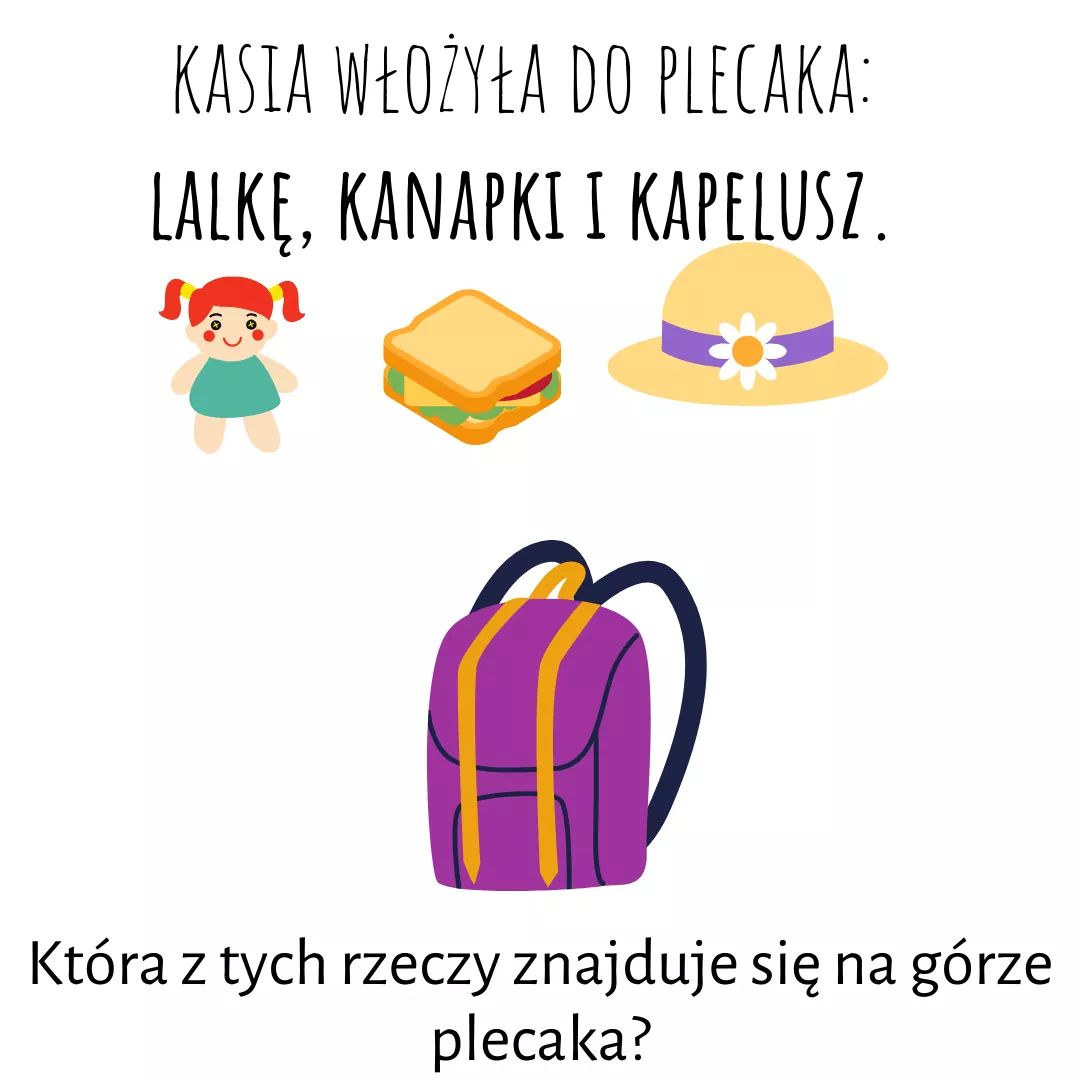 KASIA WŁOŻYŁA DO PLECAKA:
LALKĘ, KANAPKI I KAPELUSZ.
Która z tych rzeczy znajduje się na górze
plecaka?